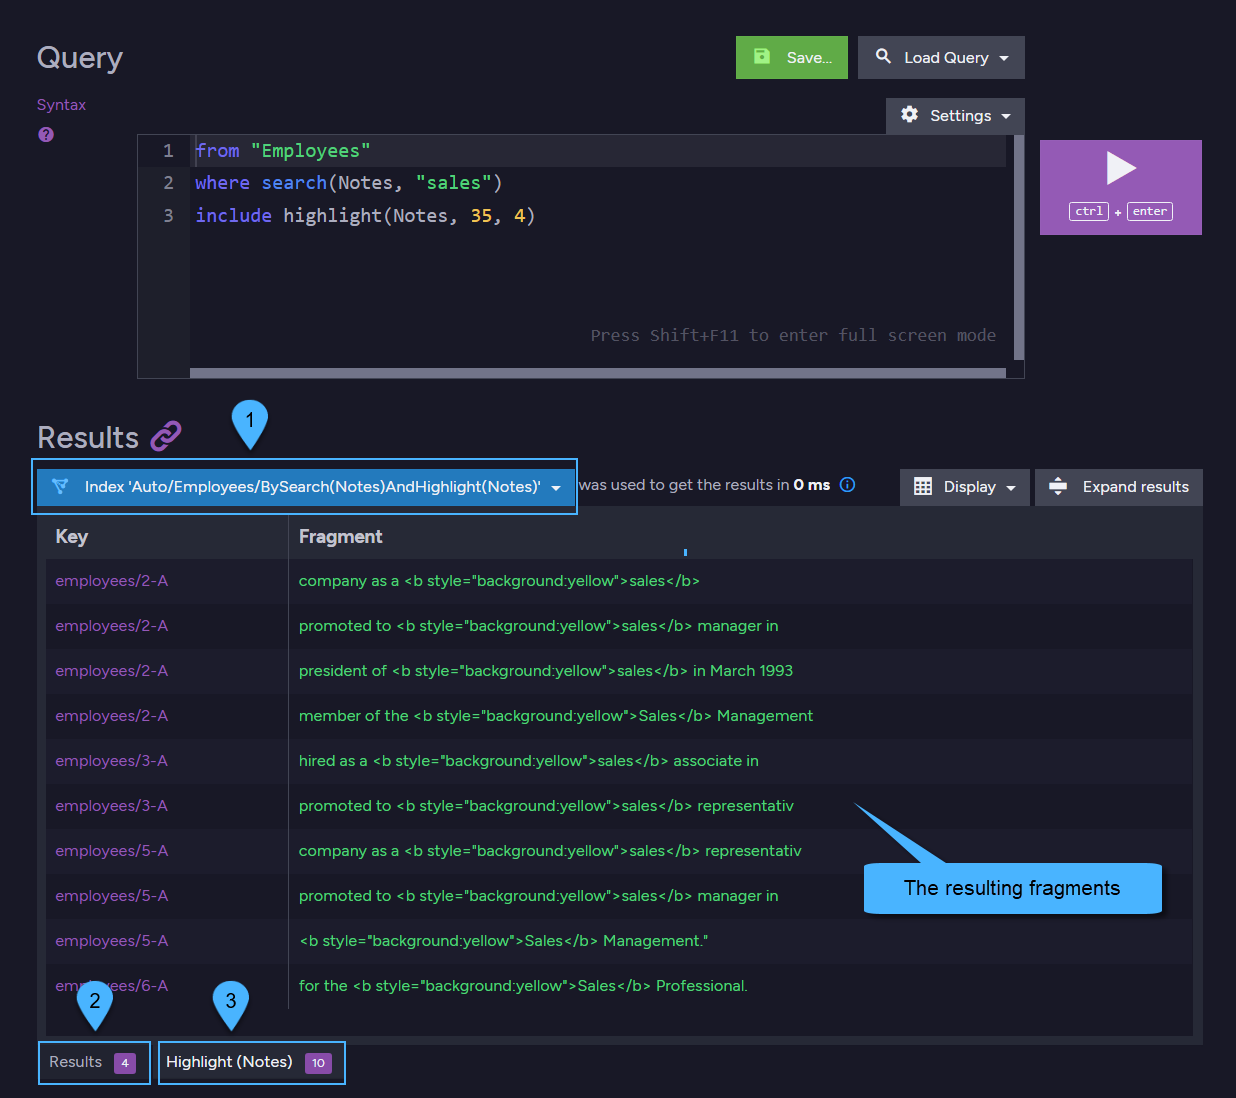 Query
Save...
Load Query
Syntax
Settings
?
1 from "Employees"
2 where search(Notes, "sales")
3 include highlight(Notes, 35, 4)
ctrl + enter
Press Shift+F11 to enter full screen mode
1
Results
Index 'Auto/Employees/BySearch(Notes)AndHighlight(Notes)' was used to get the results in 0 ms
Display
Expand results
Key Fragment
employees/2-A company as a <b style="background:yellow">sales</b>
employees/2-A promoted to <b style="background:yellow">sales</b> manager in
employees/2-A president of <b style="background:yellow">sales</b> in March 1993
employees/2-A member of the <b style="background:yellow">Sales</b> Management
employees/3-A hired as a <b style="background:yellow">sales</b> associate in
employees/3-A promoted to <b style="background:yellow">sales</b> representativ
employees/5-A company as a <b style="background:yellow">sales</b> representativ
The resulting fragments
employees/5-A promoted to <b style="background:yellow">sales</b> manager in
employees/5-A <b style="background:yellow">Sales</b> Management."
employees/6-A for the <b style="background:yellow">Sales</b> Professional.
2
3
Results 4
Highlight (Notes) 10